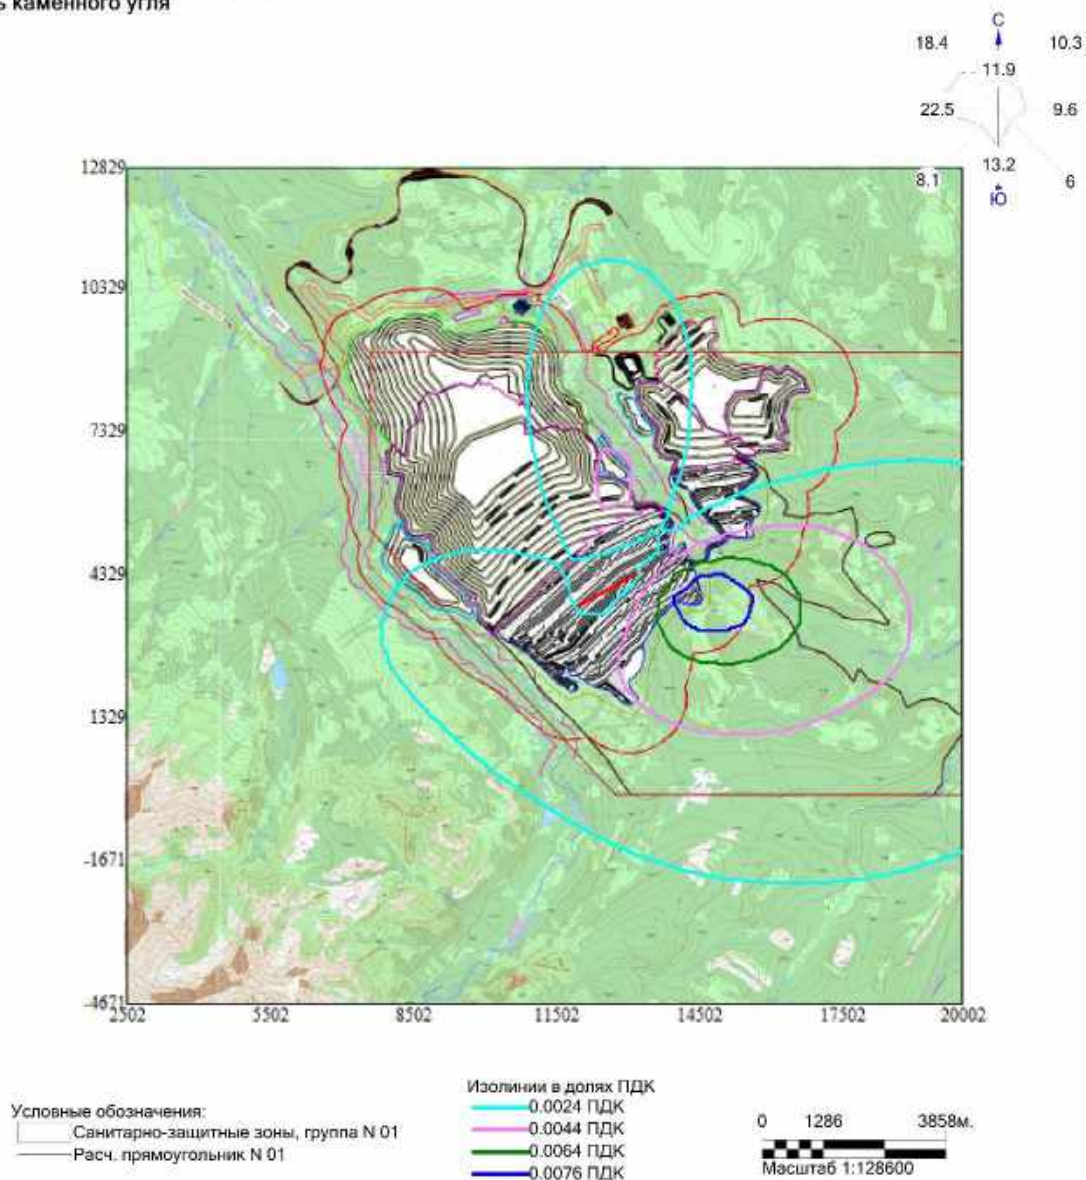 каменного угля
С
18.4
10.3
11.9
22.5
9.6
13.2
8.1
6
Ю
12829
10329
7329
4329
1329
-1671
-4671
2502
5502
8502
11502
14502
17502
20002
Изолинии в долях ПДК
0.0024 ПДК
0.0044 ПДК
0.0064 ПДК
0.0076 ПДК
Условные обозначения:
Санитарно-защитные зоны, группа N 01
Расч. прямоугольник N 01
0 1286 3858м.
Масштаб 1:128600